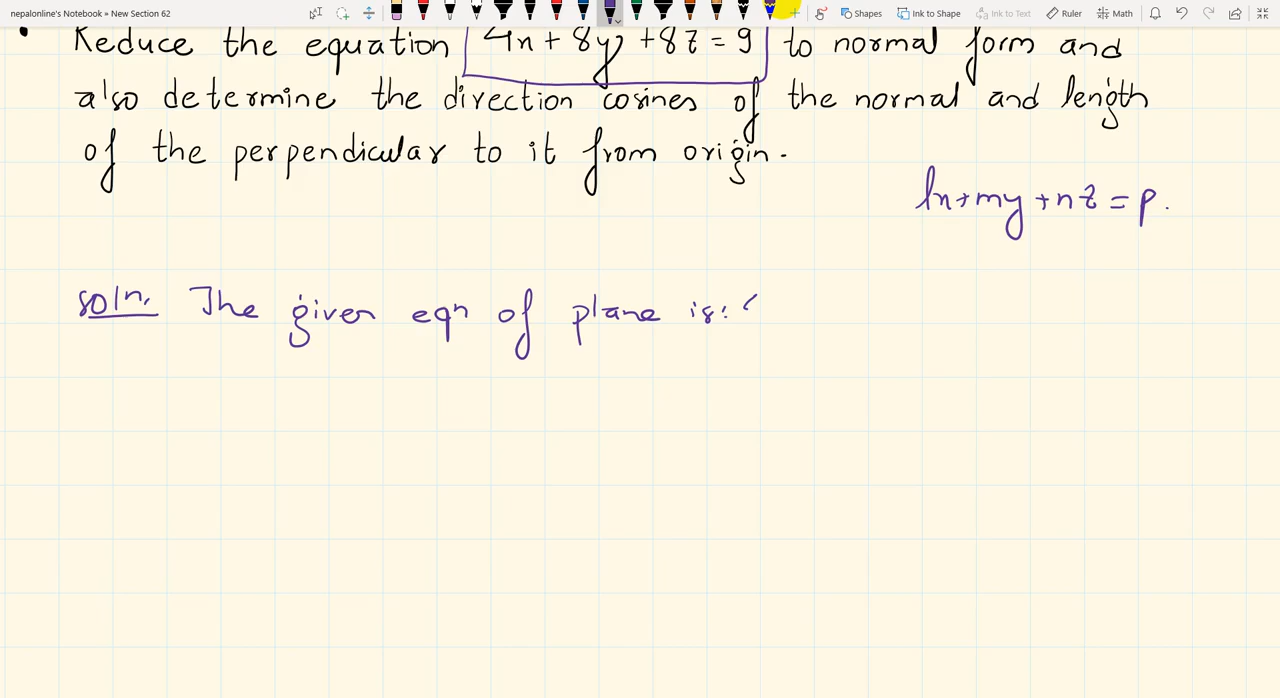 nepalonline's Notebook » New Section 62
Shapes Ink to Shape Ink to Text Ruler Math
Reduce the equation 4x + 8y + 8z = 9 to normal form and
also determine the direction cosines of the normal and length
of the perpendicular to it from origin.
lx + my + nz = p.
soln. The given eqn of plane is: